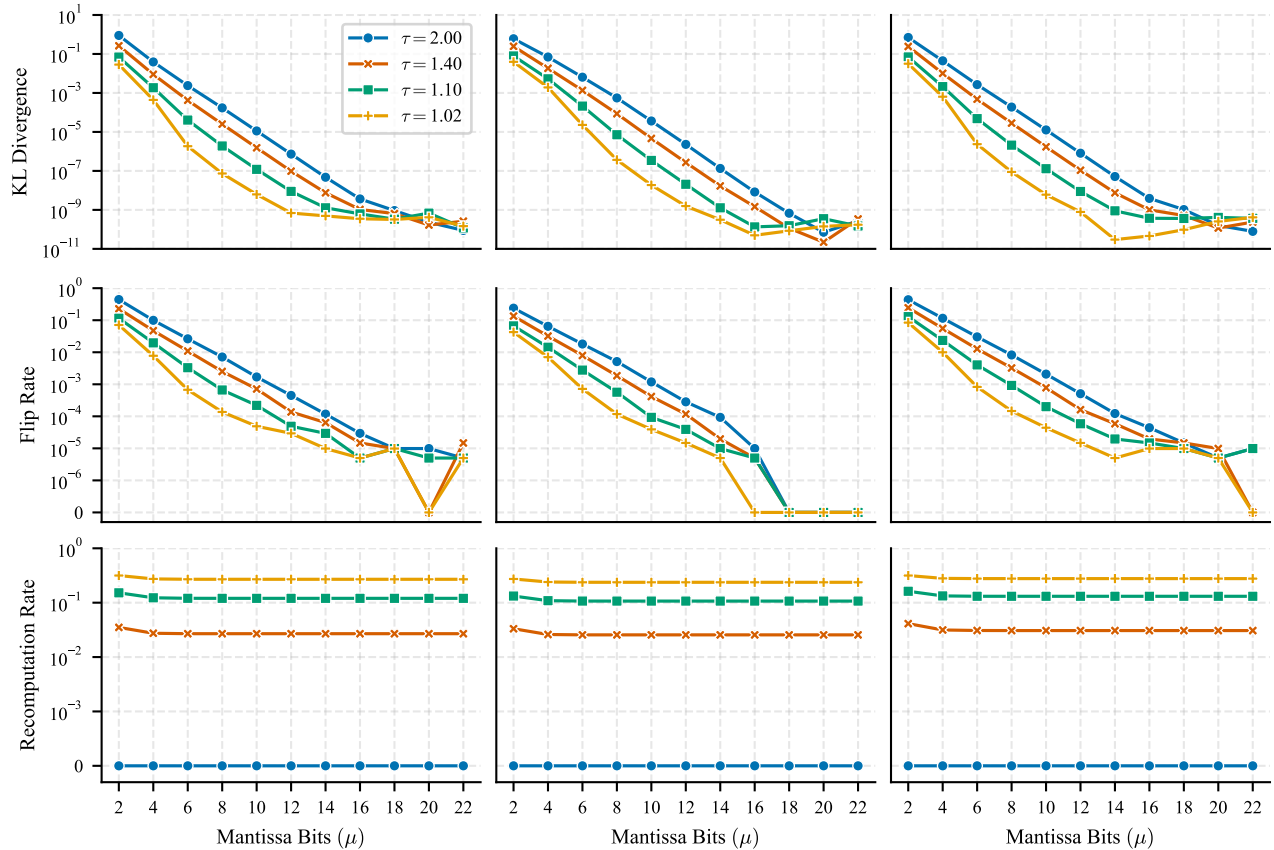 KL Divergence
10^1
10^-1
10^-3
10^-5
10^-7
10^-9
10^-11
τ = 2.00
τ = 1.40
τ = 1.10
τ = 1.02
Flip Rate
10^0
10^-1
10^-2
10^-3
10^-4
10^-5
10^-6
0
Recomputation Rate
10^0
10^-1
10^-2
10^-3
0
2 4 6 8 10 12 14 16 18 20 22
2 4 6 8 10 12 14 16 18 20 22
2 4 6 8 10 12 14 16 18 20 22
Mantissa Bits (μ)
Mantissa Bits (μ)
Mantissa Bits (μ)